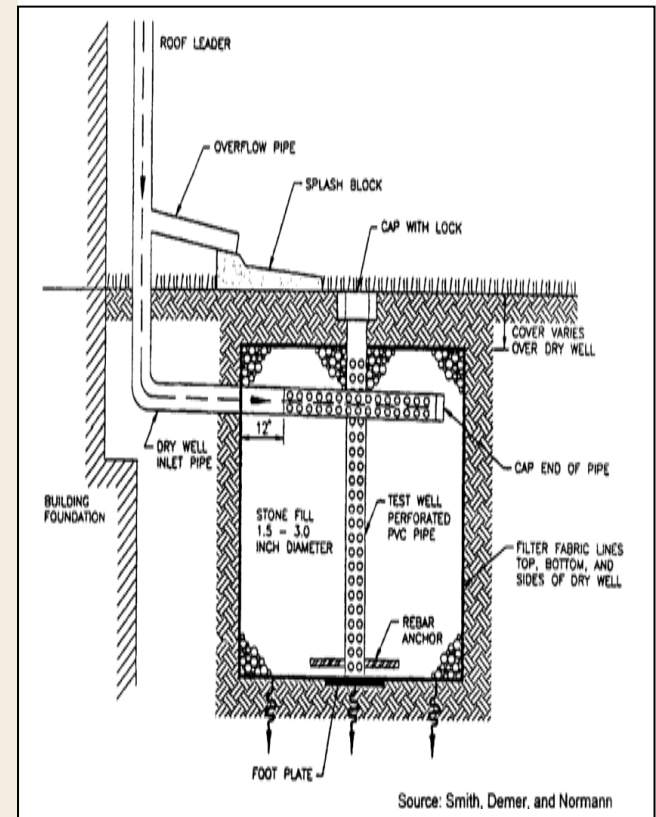 ROOF LEADER
OVERFLOW PIPE
SPLASH BLOCK
CAP WITH LOCK
COVER VARIES
OVER DRY WELL
12"
DRY WELL
INLET PIPE
CAP END OF PIPE
BUILDING
FOUNDATION
STONE FILL
1.5 - 3.0
INCH DIAMETER
TEST WELL
PERFORATED
PVC PIPE
FILTER FABRIC LINES
TOP, BOTTOM, AND
SIDES OF DRY WELL
REBAR
ANCHOR
FOOT PLATE
Source: Smith, Demer, and Normann